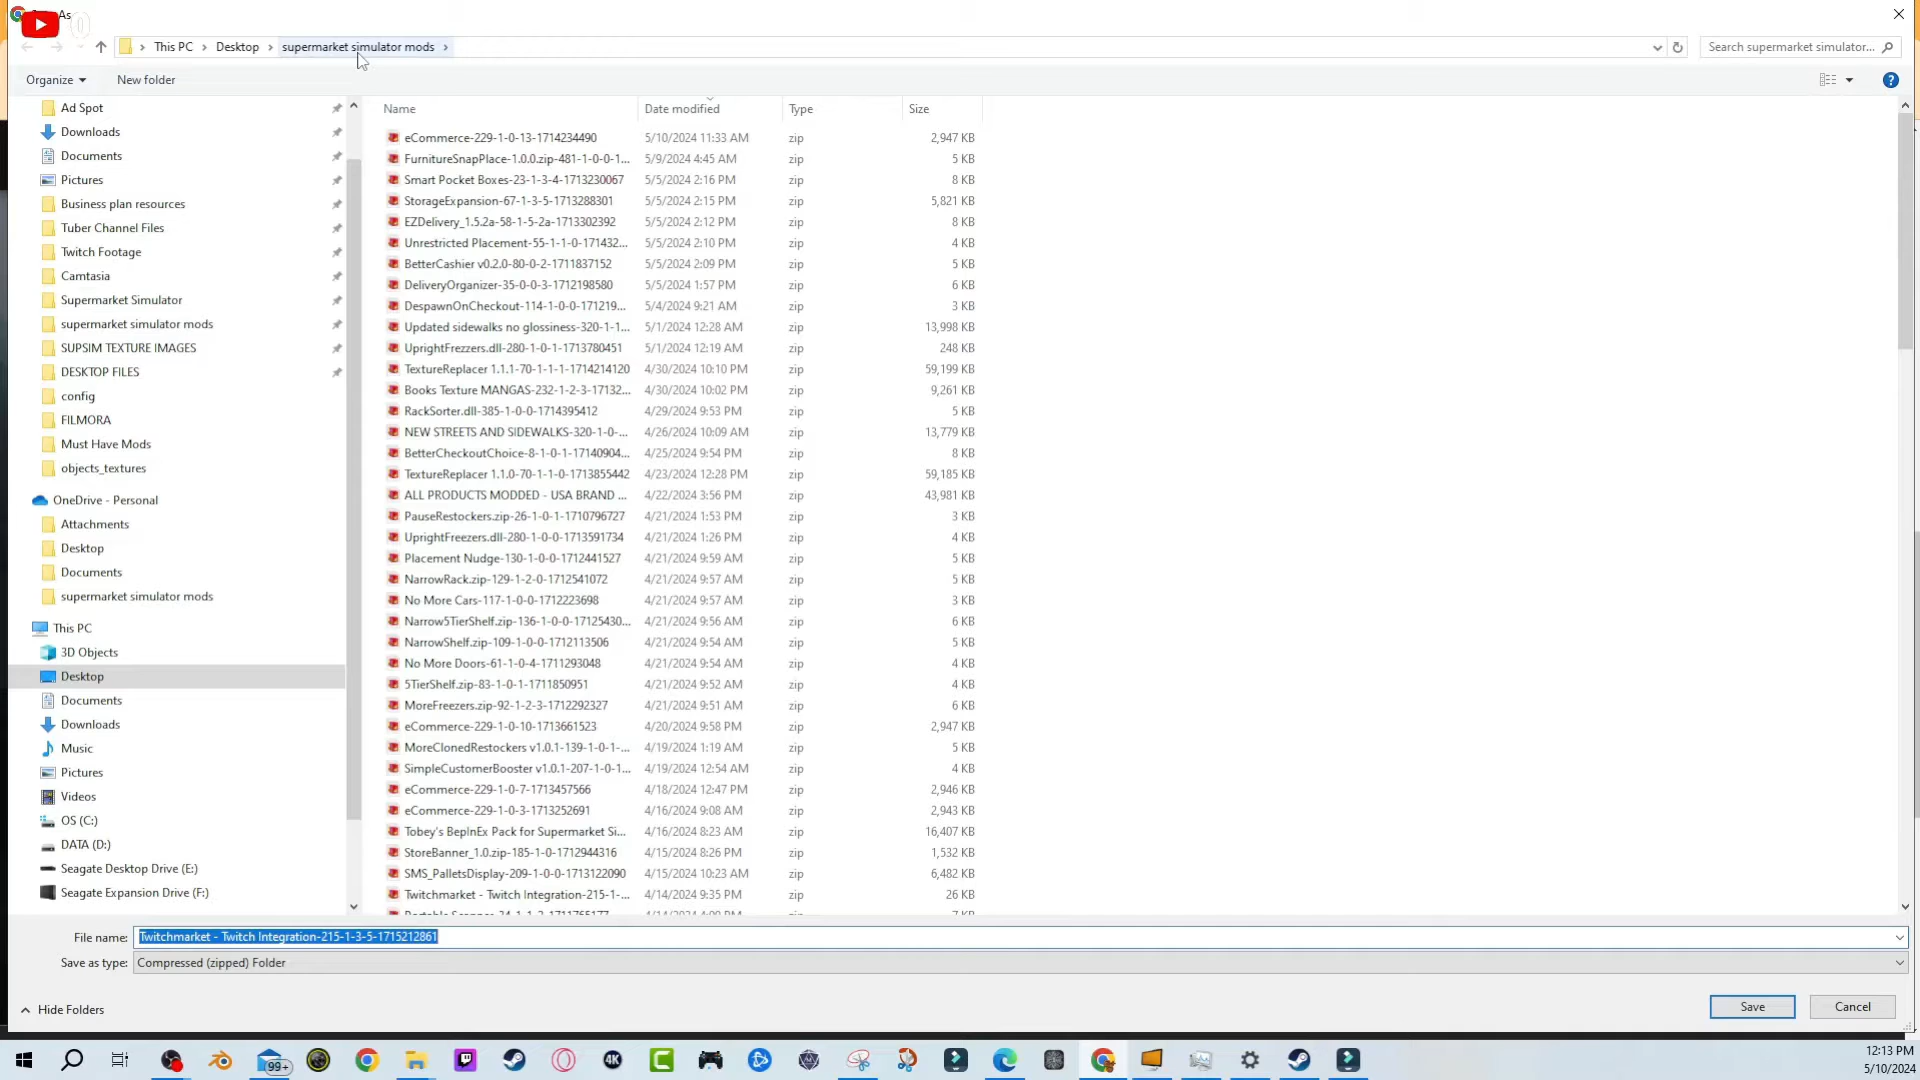 As
0
This PC
Desktop
supermarket simulator mods
Search supermarket simulator...
Organize
New folder
?
Name
Date modified
Type
Size
Ad Spot
Downloads
Documents
Pictures
Business plan resources
Tuber Channel Files
Twitch Footage
Camtasia
Supermarket Simulator
supermarket simulator mods
SUPSIM TEXTURE IMAGES
DESKTOP FILES
config
FILMORA
Must Have Mods
objects_textures
OneDrive - Personal
Attachments
Desktop
Documents
supermarket simulator mods
This PC
3D Objects
Desktop
Documents
Downloads
Music
Pictures
Videos
OS (C:)
DATA (D:)
Seagate Desktop Drive (E:)
Seagate Expansion Drive (F:)
eCommerce-229-1-0-13-1714234490 5/10/2024 11:33 AM zip 2,947 KB
FurnitureSnapPlace-1.0.0.zip-481-1-0-0-1... 5/9/2024 4:45 AM zip 5 KB
Smart Pocket Boxes-23-1-3-4-1713230067 5/5/2024 2:16 PM zip 8 KB
StorageExpansion-67-1-3-5-1713288301 5/5/2024 2:15 PM zip 5,821 KB
EZDelivery_1.5.2a-58-1-5-2a-1713302392 5/5/2024 2:12 PM zip 8 KB
Unrestricted Placement-55-1-1-0-171432... 5/5/2024 2:10 PM zip 4 KB
BetterCashier v0.2.0-80-0-2-1711837152 5/5/2024 2:09 PM zip 5 KB
DeliveryOrganizer-35-0-0-3-1712198580 5/5/2024 1:57 PM zip 6 KB
DespawnOnCheckout-114-1-0-0-171219... 5/4/2024 9:21 AM zip 3 KB
Updated sidewalks no glossiness-320-1-1... 5/1/2024 12:28 AM zip 13,998 KB
UprightFrezzers.dll-280-1-0-1-1713780451 5/1/2024 12:19 AM zip 248 KB
TextureReplacer 1.1.1-70-1-1-1-1714214120 4/30/2024 10:10 PM zip 59,199 KB
Books Texture MANGAS-232-1-2-3-17132... 4/30/2024 10:02 PM zip 9,261 KB
RackSorter.dll-385-1-0-0-1714395412 4/29/2024 9:53 PM zip 5 KB
NEW STREETS AND SIDEWALKS-320-1-0-... 4/26/2024 10:09 AM zip 13,779 KB
BetterCheckoutChoice-8-1-0-1-17140904... 4/25/2024 9:54 PM zip 8 KB
TextureReplacer 1.1.0-70-1-1-0-1713855442 4/23/2024 12:28 PM zip 59,185 KB
ALL PRODUCTS MODDED - USA BRAND ... 4/22/2024 3:56 PM zip 43,981 KB
PauseRestockers.zip-26-1-0-1-1710796727 4/21/2024 1:53 PM zip 3 KB
UprightFreezers.dll-280-1-0-0-1713591734 4/21/2024 1:26 PM zip 4 KB
Placement Nudge-130-1-0-0-1712441527 4/21/2024 9:59 AM zip 5 KB
NarrowRack.zip-129-1-2-0-1712541072 4/21/2024 9:57 AM zip 5 KB
No More Cars-117-1-0-0-1712223698 4/21/2024 9:57 AM zip 3 KB
Narrow5TierShelf.zip-136-1-0-0-17125430... 4/21/2024 9:56 AM zip 6 KB
NarrowShelf.zip-109-1-0-0-1712113506 4/21/2024 9:54 AM zip 5 KB
No More Doors-61-1-0-4-1711293048 4/21/2024 9:54 AM zip 4 KB
5TierShelf.zip-83-1-0-1-1711850951 4/21/2024 9:52 AM zip 4 KB
MoreFreezers.zip-92-1-2-3-1712292327 4/21/2024 9:51 AM zip 6 KB
eCommerce-229-1-0-10-1713661523 4/20/2024 9:58 PM zip 2,947 KB
MoreClonedRestockers v1.0.1-139-1-0-1-... 4/19/2024 1:19 AM zip 5 KB
SimpleCustomerBooster v1.0.1-207-1-0-1... 4/19/2024 12:54 AM zip 4 KB
eCommerce-229-1-0-7-1713457566 4/18/2024 12:47 PM zip 2,946 KB
eCommerce-229-1-0-3-1713252691 4/16/2024 9:08 AM zip 2,943 KB
Tobey's BepInEx Pack for Supermarket Si... 4/16/2024 8:23 AM zip 16,407 KB
StoreBanner_1.0.zip-185-1-0-1712944316 4/15/2024 8:26 PM zip 1,532 KB
SMS_PalletsDisplay-209-1-0-0-1713122090 4/15/2024 10:23 AM zip 6,482 KB
Twitchmarket - Twitch Integration-215-1-... 4/14/2024 9:35 PM zip 26 KB
File name: Twitchmarket - Twitch Integration-215-1-3-5-1715212861
Save as type: Compressed (zipped) Folder
Hide Folders
Save
Cancel
99+
4K
12:13 PM
5/10/2024